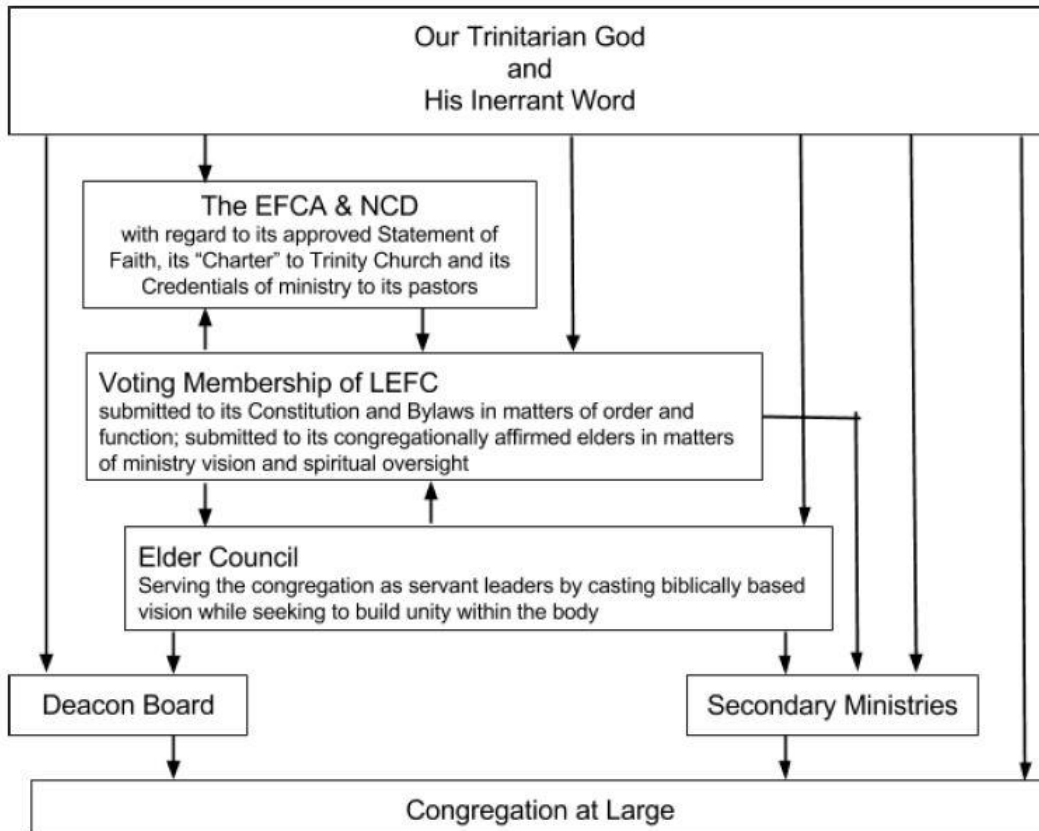 Our Trinitarian God
and
His Inerrant Word
The EFCA & NCD
with regard to its approved Statement of
Faith, its “Charter” to Trinity Church and its
Credentials of ministry to its pastors
Voting Membership of LEFC
submitted to its Constitution and Bylaws in matters of order and
function; submitted to its congregationally affirmed elders in matters
of ministry vision and spiritual oversight
Elder Council
Serving the congregation as servant leaders by casting biblically based
vision while seeking to build unity within the body
Deacon Board
Secondary Ministries
Congregation at Large